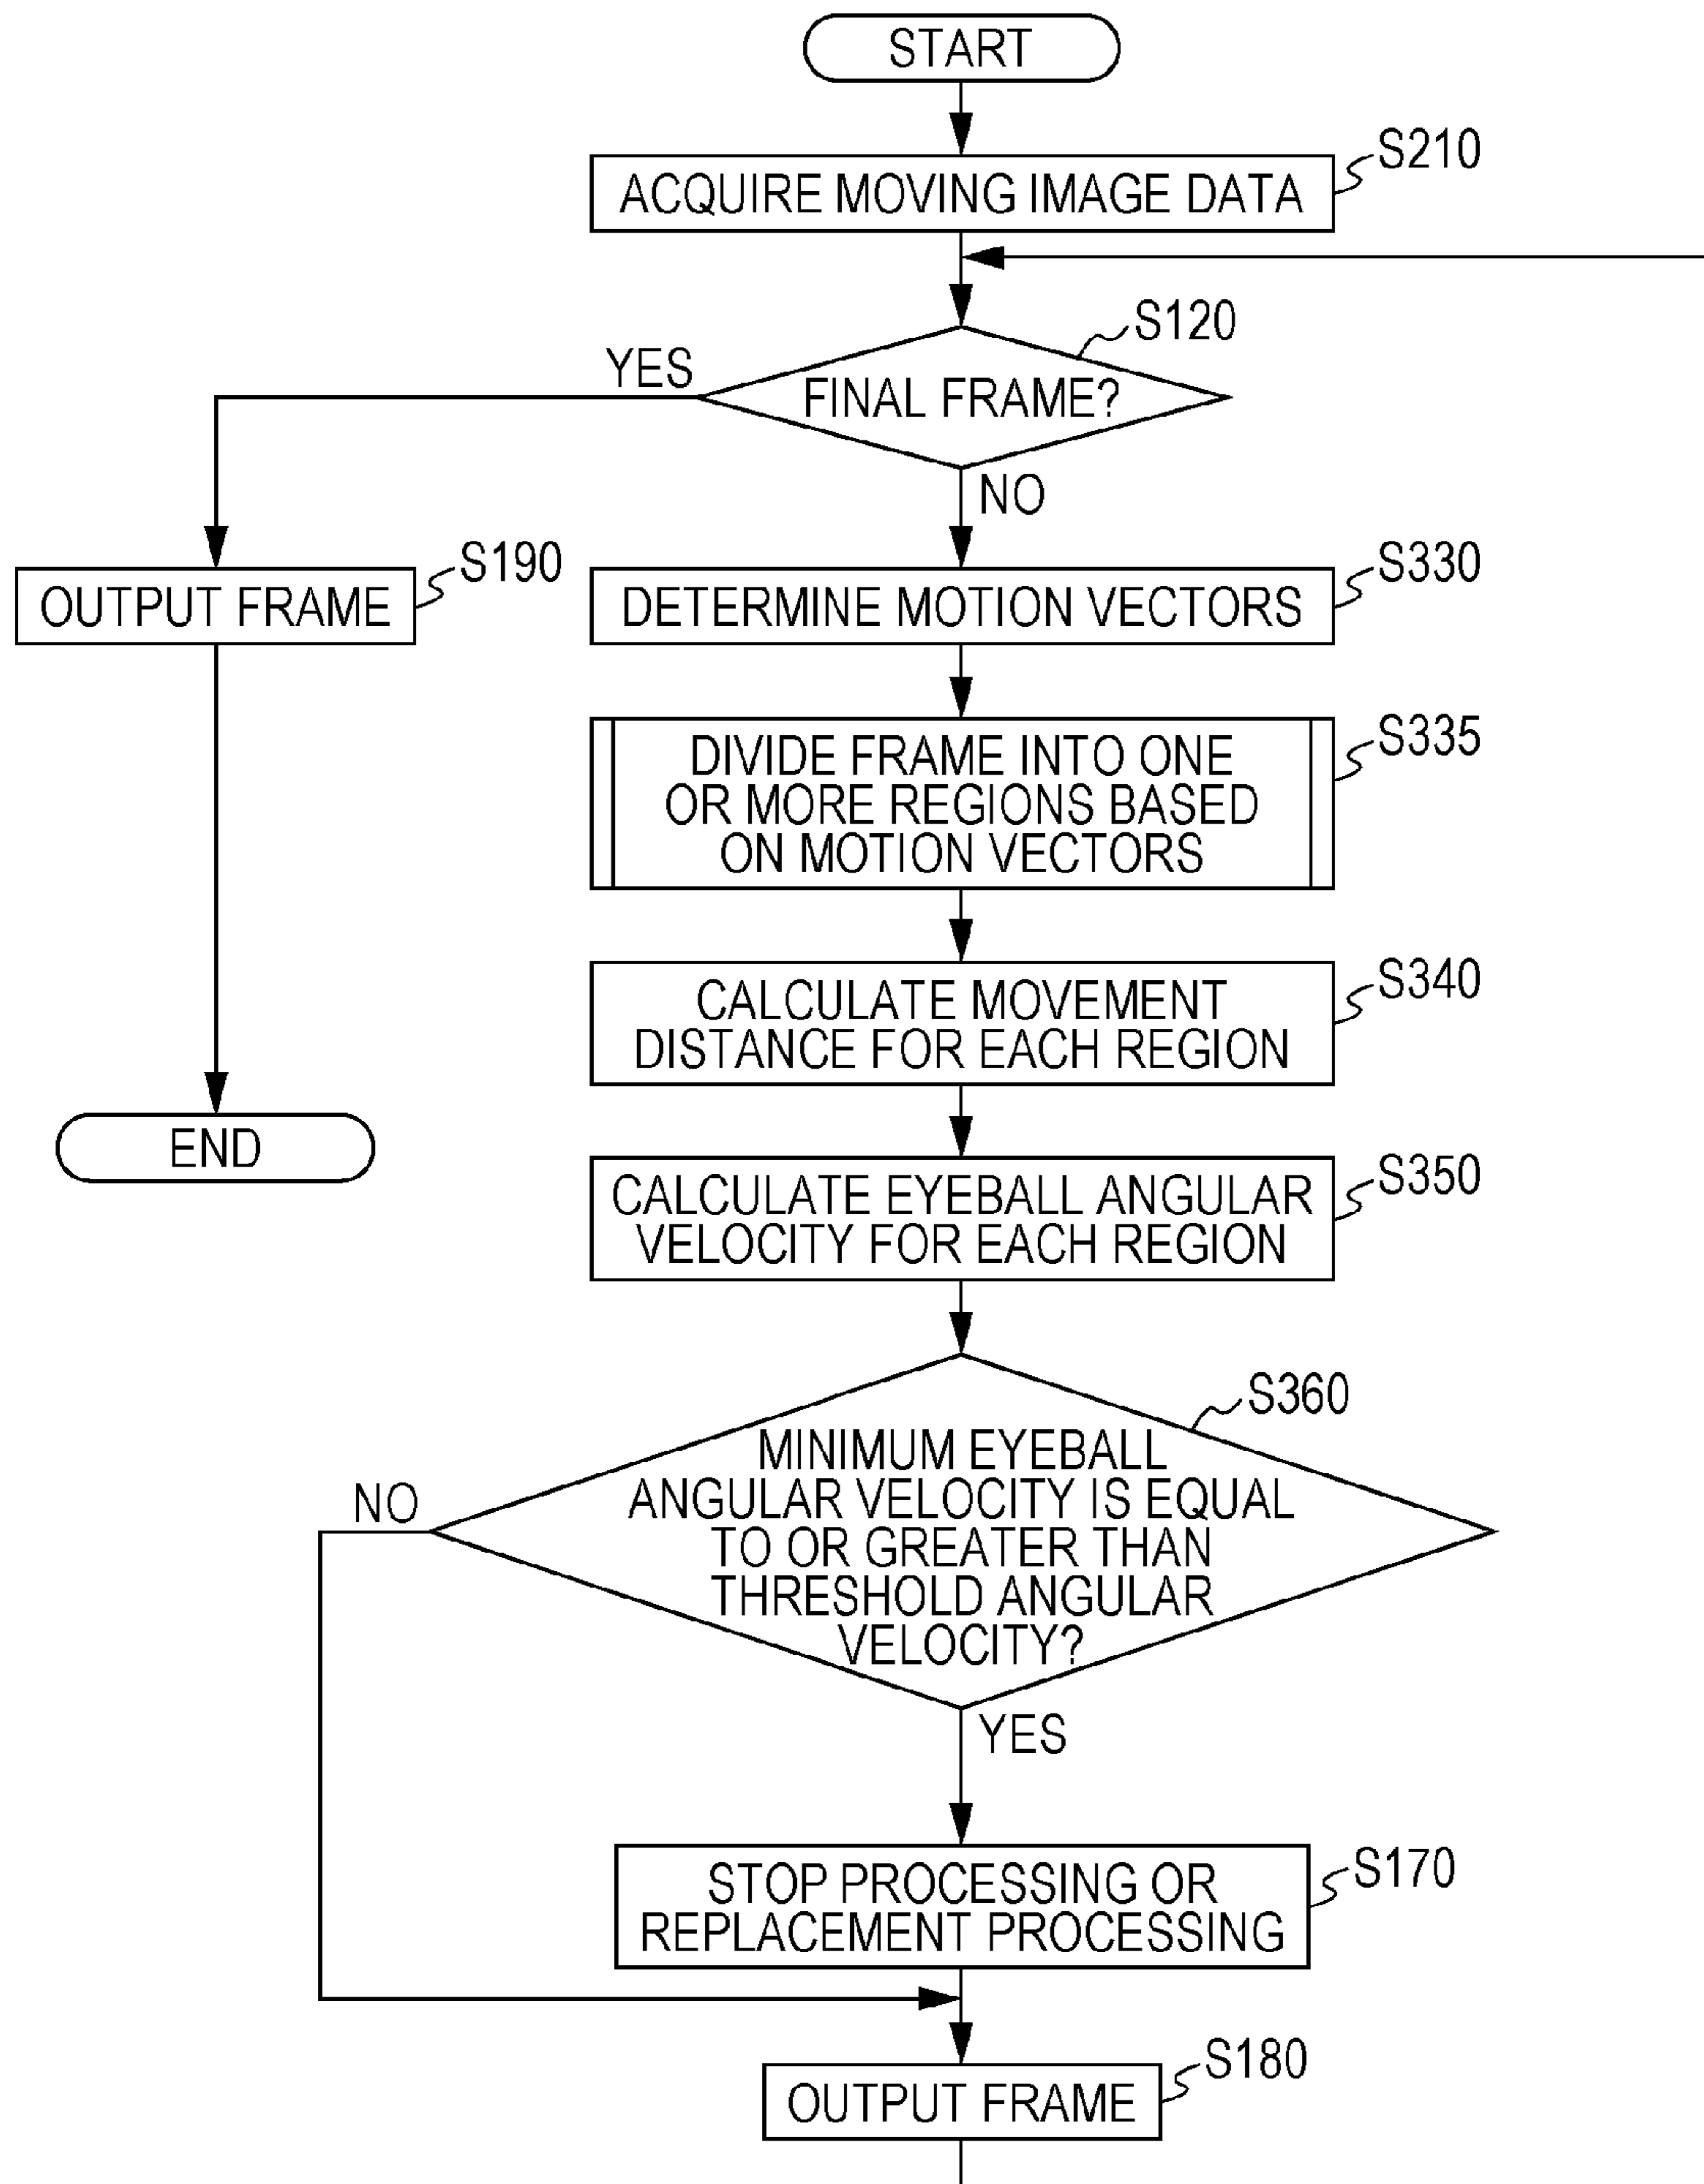 START
S210
ACQUIRE MOVING IMAGE DATA
S120
YES
FINAL FRAME?
NO
S190
OUTPUT FRAME
S330
DETERMINE MOTION VECTORS
S335
DIVIDE FRAME INTO ONE
OR MORE REGIONS BASED
ON MOTION VECTORS
S340
CALCULATE MOVEMENT
DISTANCE FOR EACH REGION
END
S350
CALCULATE EYEBALL ANGULAR
VELOCITY FOR EACH REGION
S360
MINIMUM EYEBALL
ANGULAR VELOCITY IS EQUAL
TO OR GREATER THAN
THRESHOLD ANGULAR
VELOCITY?
NO
YES
S170
STOP PROCESSING OR
REPLACEMENT PROCESSING
S180
OUTPUT FRAME